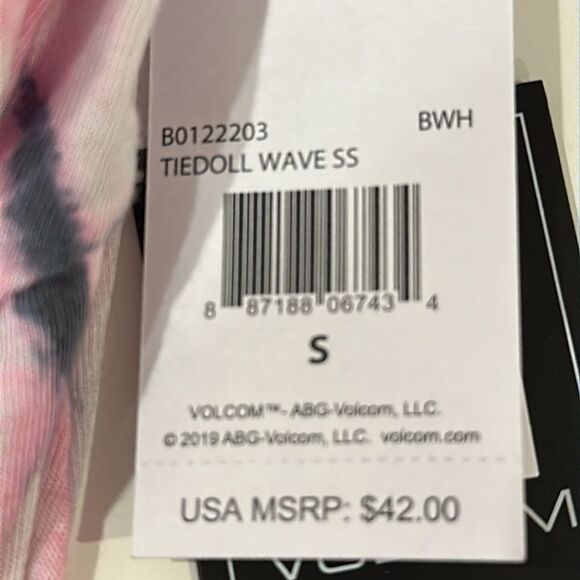 B0122203 BWH
TIEDOLL WAVE SS
8 87188 06743 4
S
VOLCOM™- ABG-Volcom, LLC.
© 2019 ABG-Volcom, LLC. volcom.com
USA MSRP: $42.00